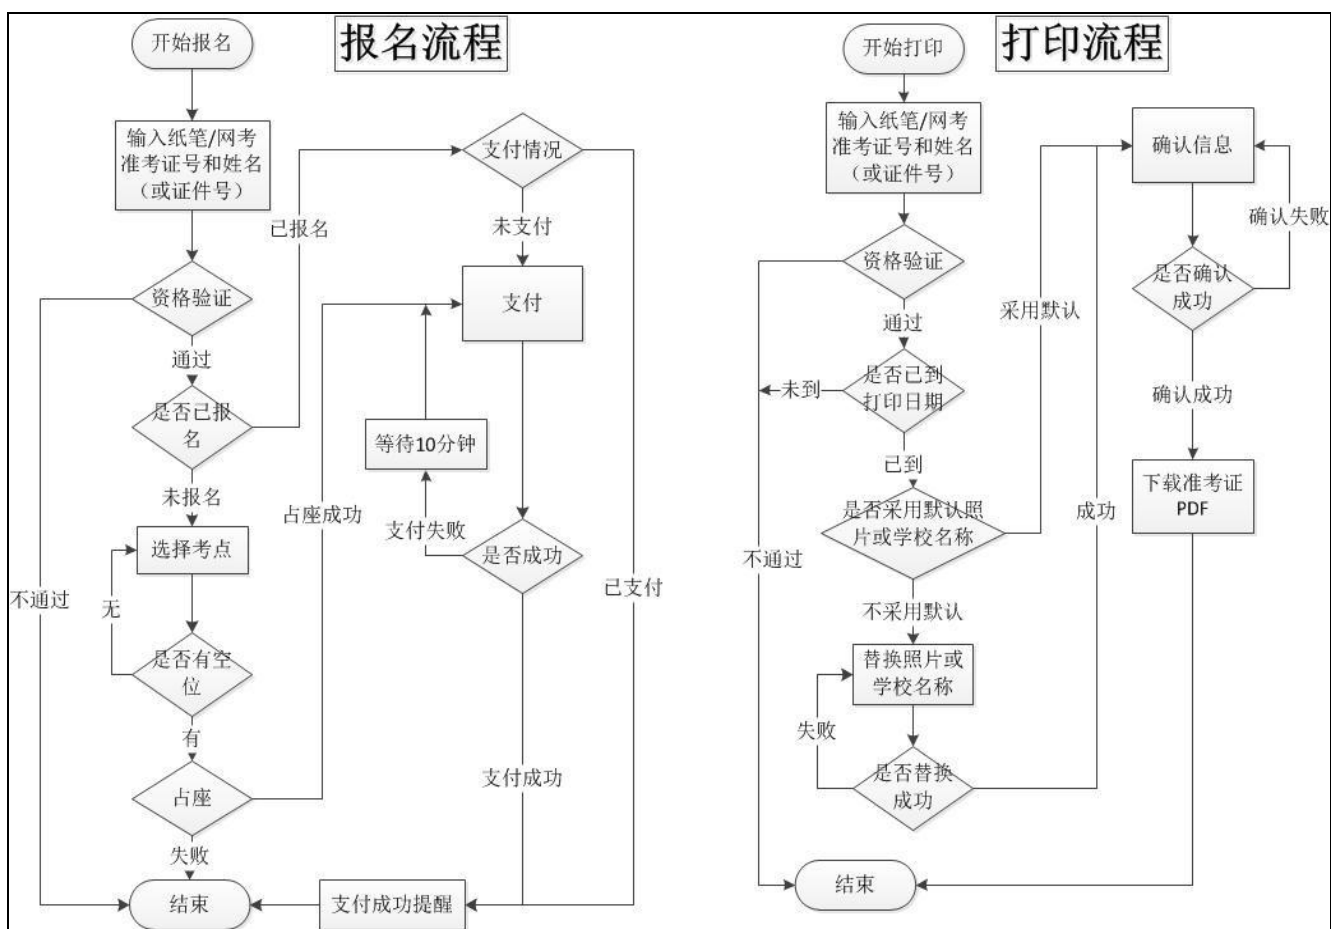 报名流程
开始报名
输入纸笔/网考
准考证号和姓名
（或证件号）
资格验证
不通过
通过
是否已报
名
已报名
未报名
选择考点
无
是否有空
位
有
占座
占座成功
失败
结束
支付情况
未支付
已支付
支付
等待10分钟
支付失败
是否成功
支付成功
支付成功提醒
打印流程
开始打印
输入纸笔/网考
准考证号和姓名
（或证件号）
资格验证
不通过
通过
是否已到
打印日期
未到
已到
是否采用默认照
片或学校名称
采用默认
不采用默认
替换照片或
学校名称
失败
是否替换
成功
成功
确认信息
确认失败
是否确认
成功
确认成功
下载准考证
PDF
结束